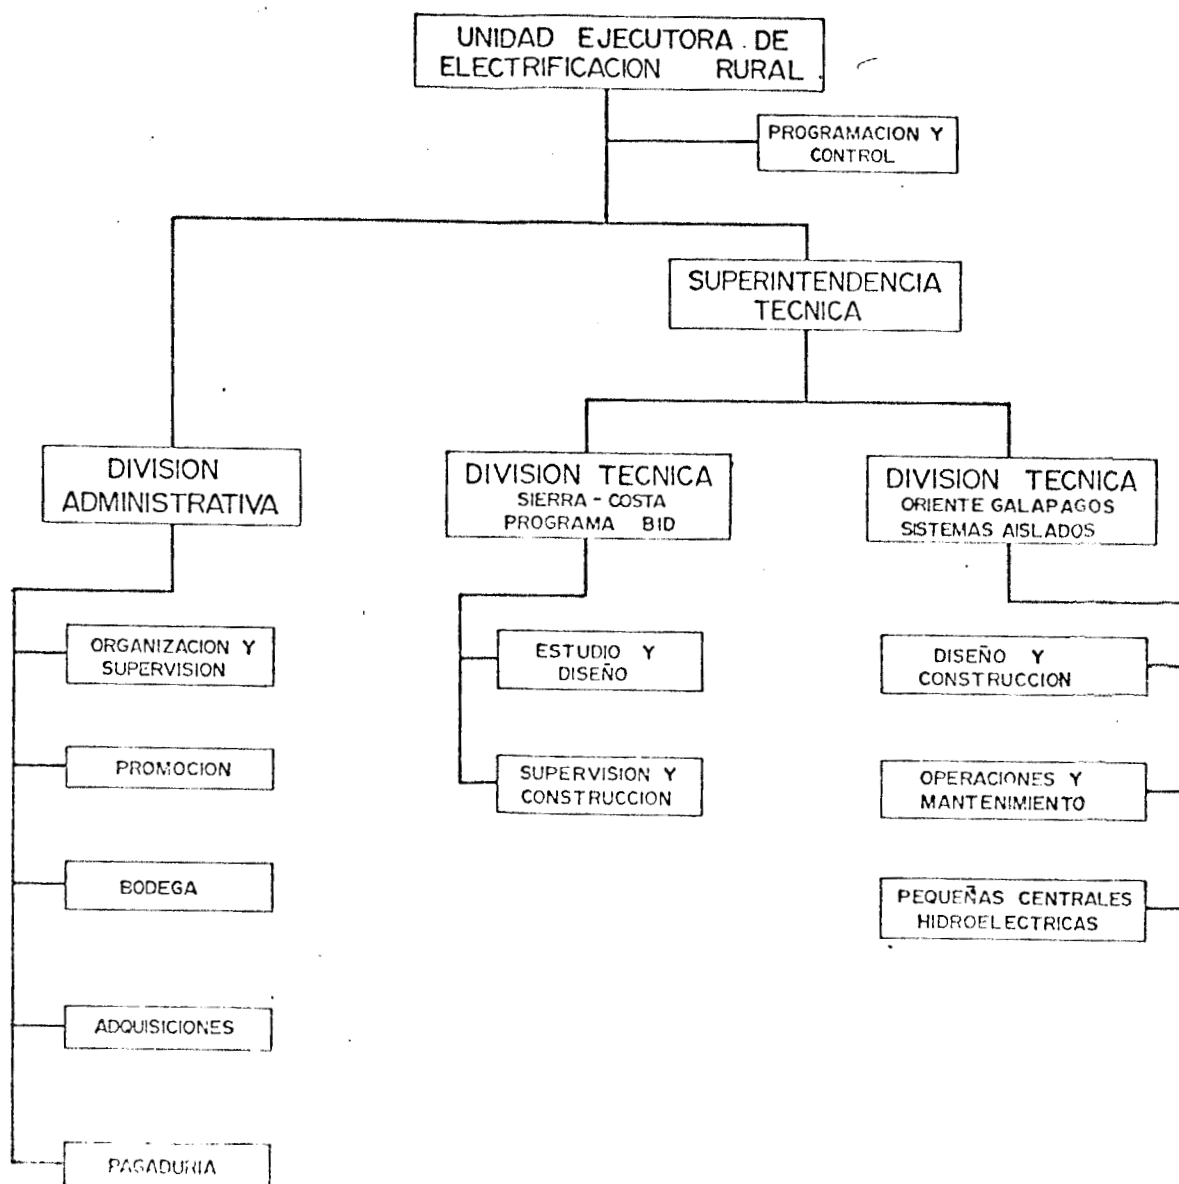 UNIDAD EJECUTORA DE
ELECTRIFICACION RURAL
PROGRAMACION Y
CONTROL
SUPERINTENDENCIA
TECNICA
DIVISION
ADMINISTRATIVA
DIVISION TECNICA
SIERRA - COSTA
PROGRAMA BID
DIVISION TECNICA
ORIENTE GALAPAGOS
SISTEMAS AISLADOS
ORGANIZACION Y
SUPERVISION
PROMOCION
BODEGA
ADQUISICIONES
PAGADURIA
ESTUDIO Y
DISEÑO
SUPERVISION Y
CONSTRUCCION
DISEÑO Y
CONSTRUCCION
OPERACIONES Y
MANTENIMIENTO
PEQUEÑAS CENTRALES
HIDROELECTRICAS